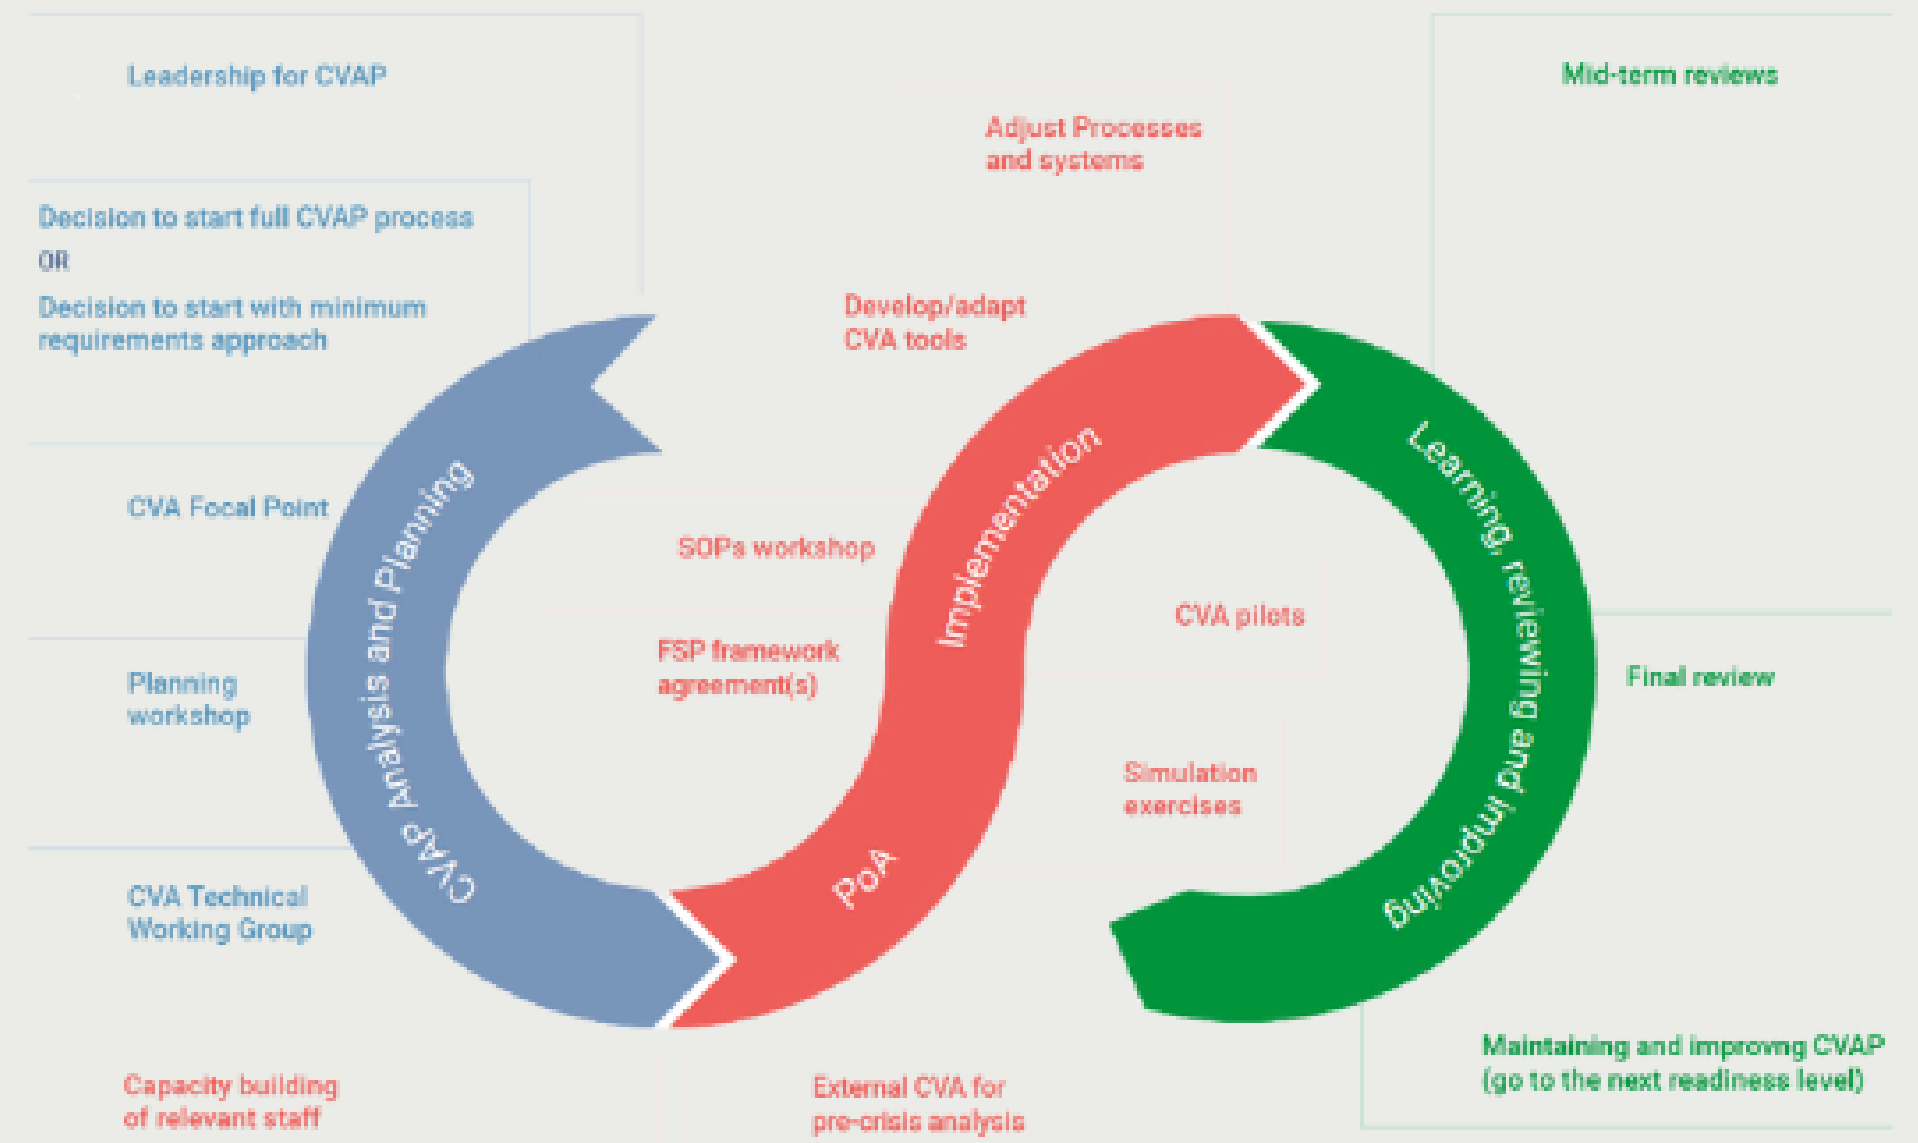 Leadership for CVAP
Decision to start full CVAP process
OR
Decision to start with minimum
requirements approach
CVA Focal Point
Planning
workshop
CVA Technical
Working Group
CVAP Analysis and Planning
Capacity building
of relevant staff
External CVA for
pre-crisis analysis
PoA
Implementation
FSP framework
agreement(s)
SOPs workshop
Develop/adapt
CVA tools
Adjust Processes
and systems
CVA pilots
Simulation
exercises
Learning, reviewing and improving
Mid-term reviews
Final review
Maintaining and improvng CVAP
(go to the next readiness level)